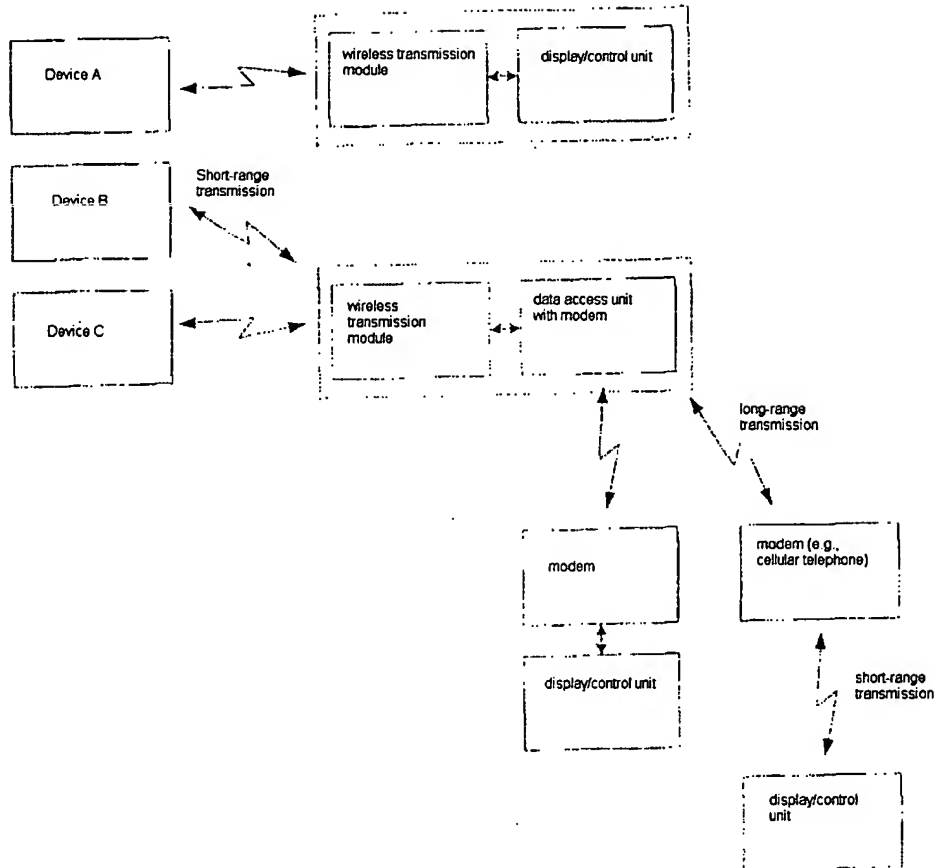 Device A
wireless transmission
module
display/control unit
Device B
Short-range
transmission
Device C
wireless
transmission
module
data access unit
with modem
long-range
transmission
modem
modem (e.g.,
cellular telephone)
display/control unit
short-range
transmission
display/control
unit